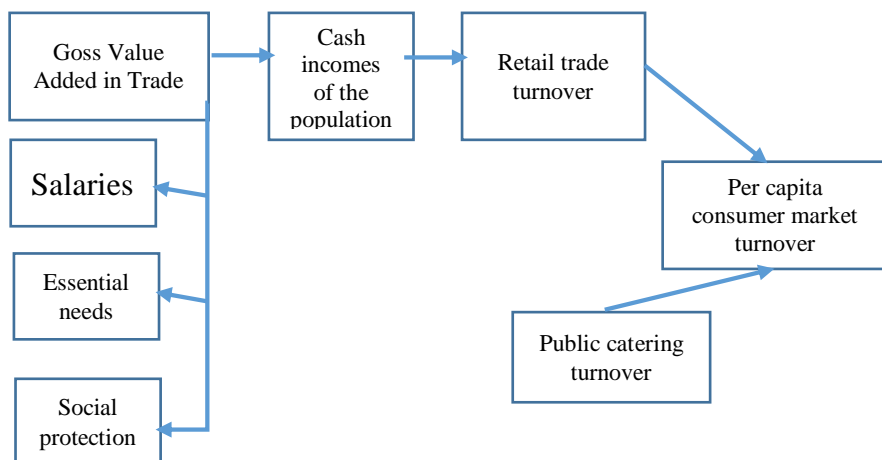 Goss Value
Added in Trade
Cash
incomes
of the
population
Retail trade
turnover
Salaries
Per capita
consumer market
turnover
Essential
needs
Public catering
turnover
Social
protection